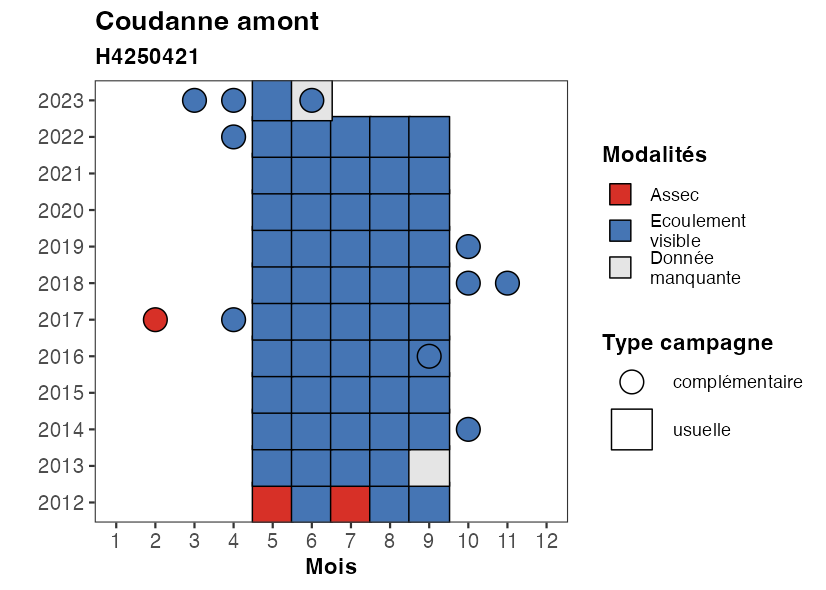 Coudanne amont
H4250421
2023
2022
2021
2020
2019
2018
2017
2016
2015
2014
2013
2012
1 2 3 4 5 6 7 8 9 10 11 12
Mois
Modalités
Assec
Ecoulement
visible
Donnée
manquante
Type campagne
complémentaire
usuelle